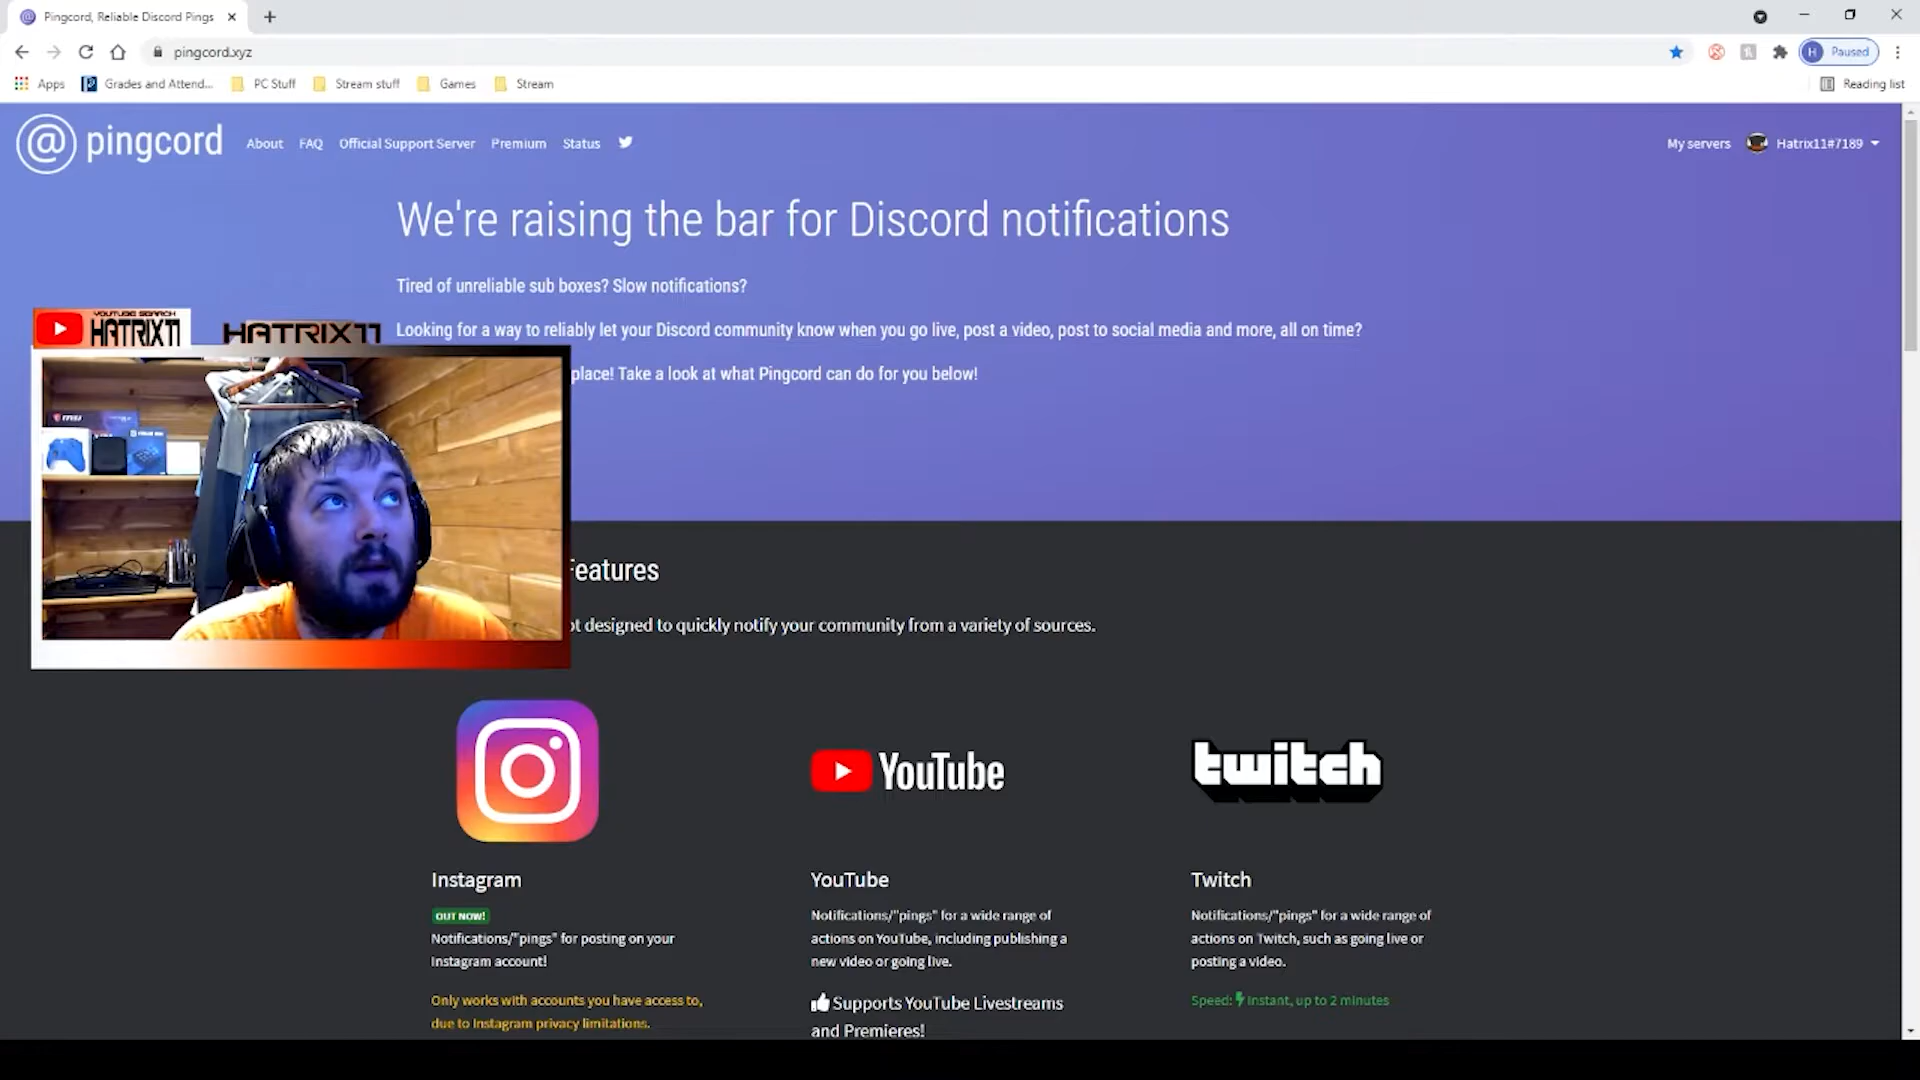 Pingcord, Reliable Discord Pings
pingcord.xyz
H Paused
Apps Grades and Attend... PC Stuff Stream stuff Games Stream Reading list
@ pingcord About FAQ Official Support Server Premium Status My servers Hatrix11#7189
We're raising the bar for Discord notifications
Tired of unreliable sub boxes? Slow notifications?
Looking for a way to reliably let your Discord community know when you go live, post a video, post to social media and more, all on time?
place! Take a look at what Pingcord can do for you below!
YOUTUBE SEARCH
HATRIX11
HATRIX11
msi
Features
designed to quickly notify your community from a variety of sources.
YouTube
twitch
Instagram
OUT NOW!
Notifications/"pings" for posting on your
Instagram account!
Only works with accounts you have access to,
due to Instagram privacy limitations.
YouTube
Notifications/"pings" for a wide range of
actions on YouTube, including publishing a
new video or going live.
Supports YouTube Livestreams
and Premieres!
Twitch
Notifications/"pings" for a wide range of
actions on Twitch, such as going live or
posting a video.
Speed: Instant, up to 2 minutes